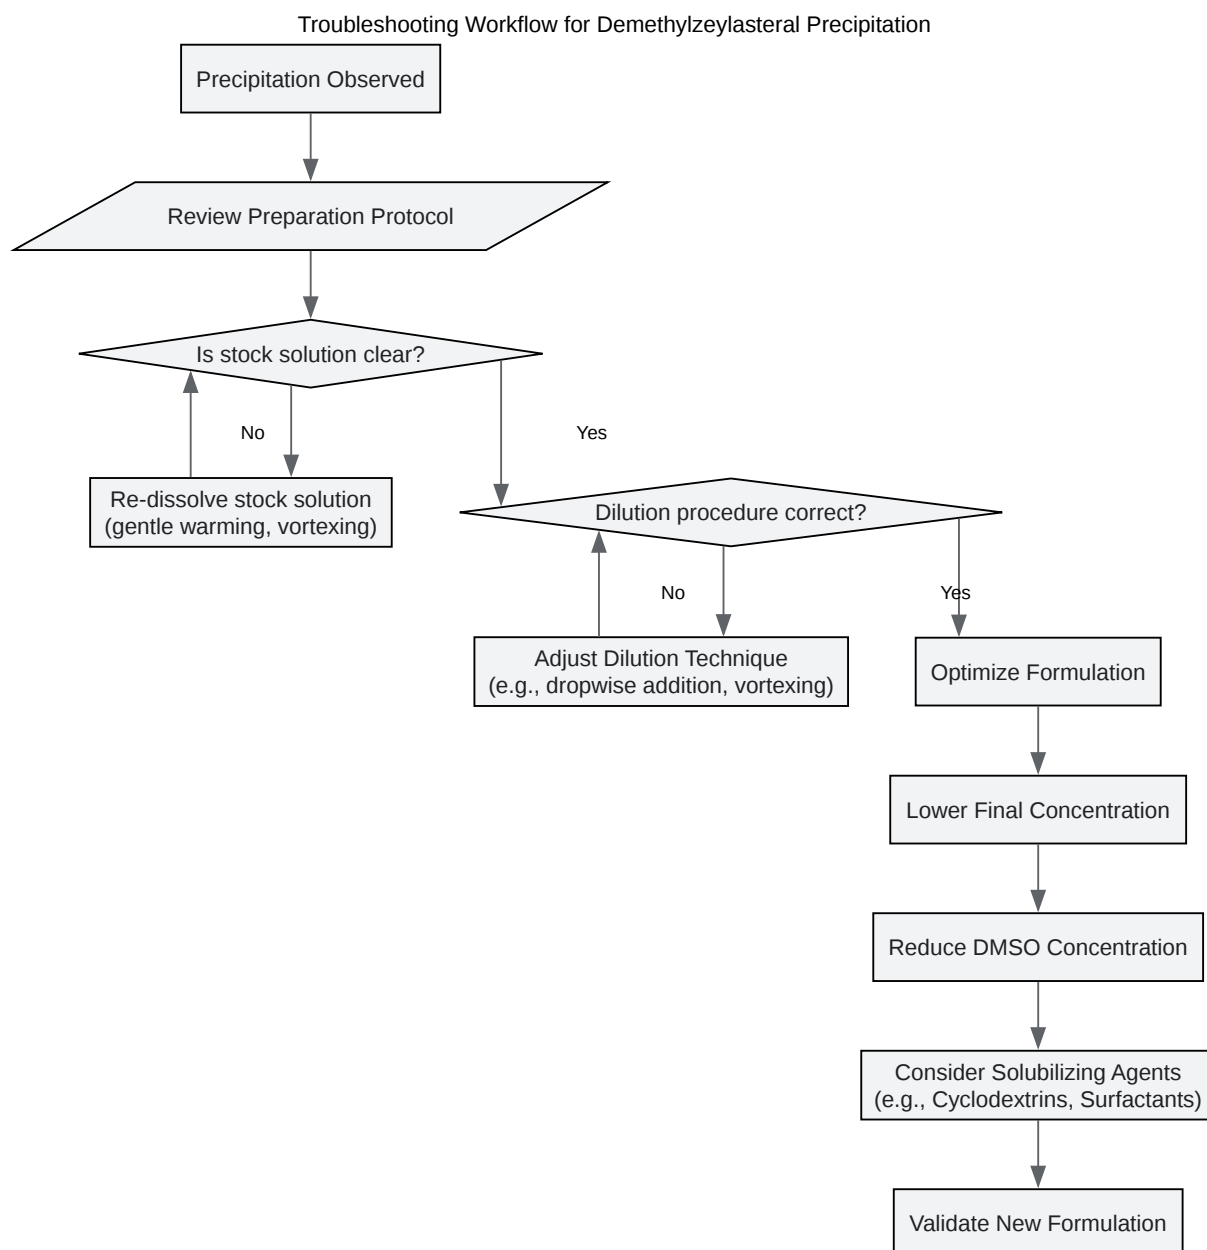 Troubleshooting Workflow for Demethylzeylasteral Precipitation
Precipitation Observed
Review Preparation Protocol
Is stock solution clear?
No
Yes
Re-dissolve stock solution
(gentle warming, vortexing)
Dilution procedure correct?
No
Yes
Adjust Dilution Technique
(e.g., dropwise addition, vortexing)
Optimize Formulation
Lower Final Concentration
Reduce DMSO Concentration
Consider Solubilizing Agents
(e.g., Cyclodextrins, Surfactants)
Validate New Formulation